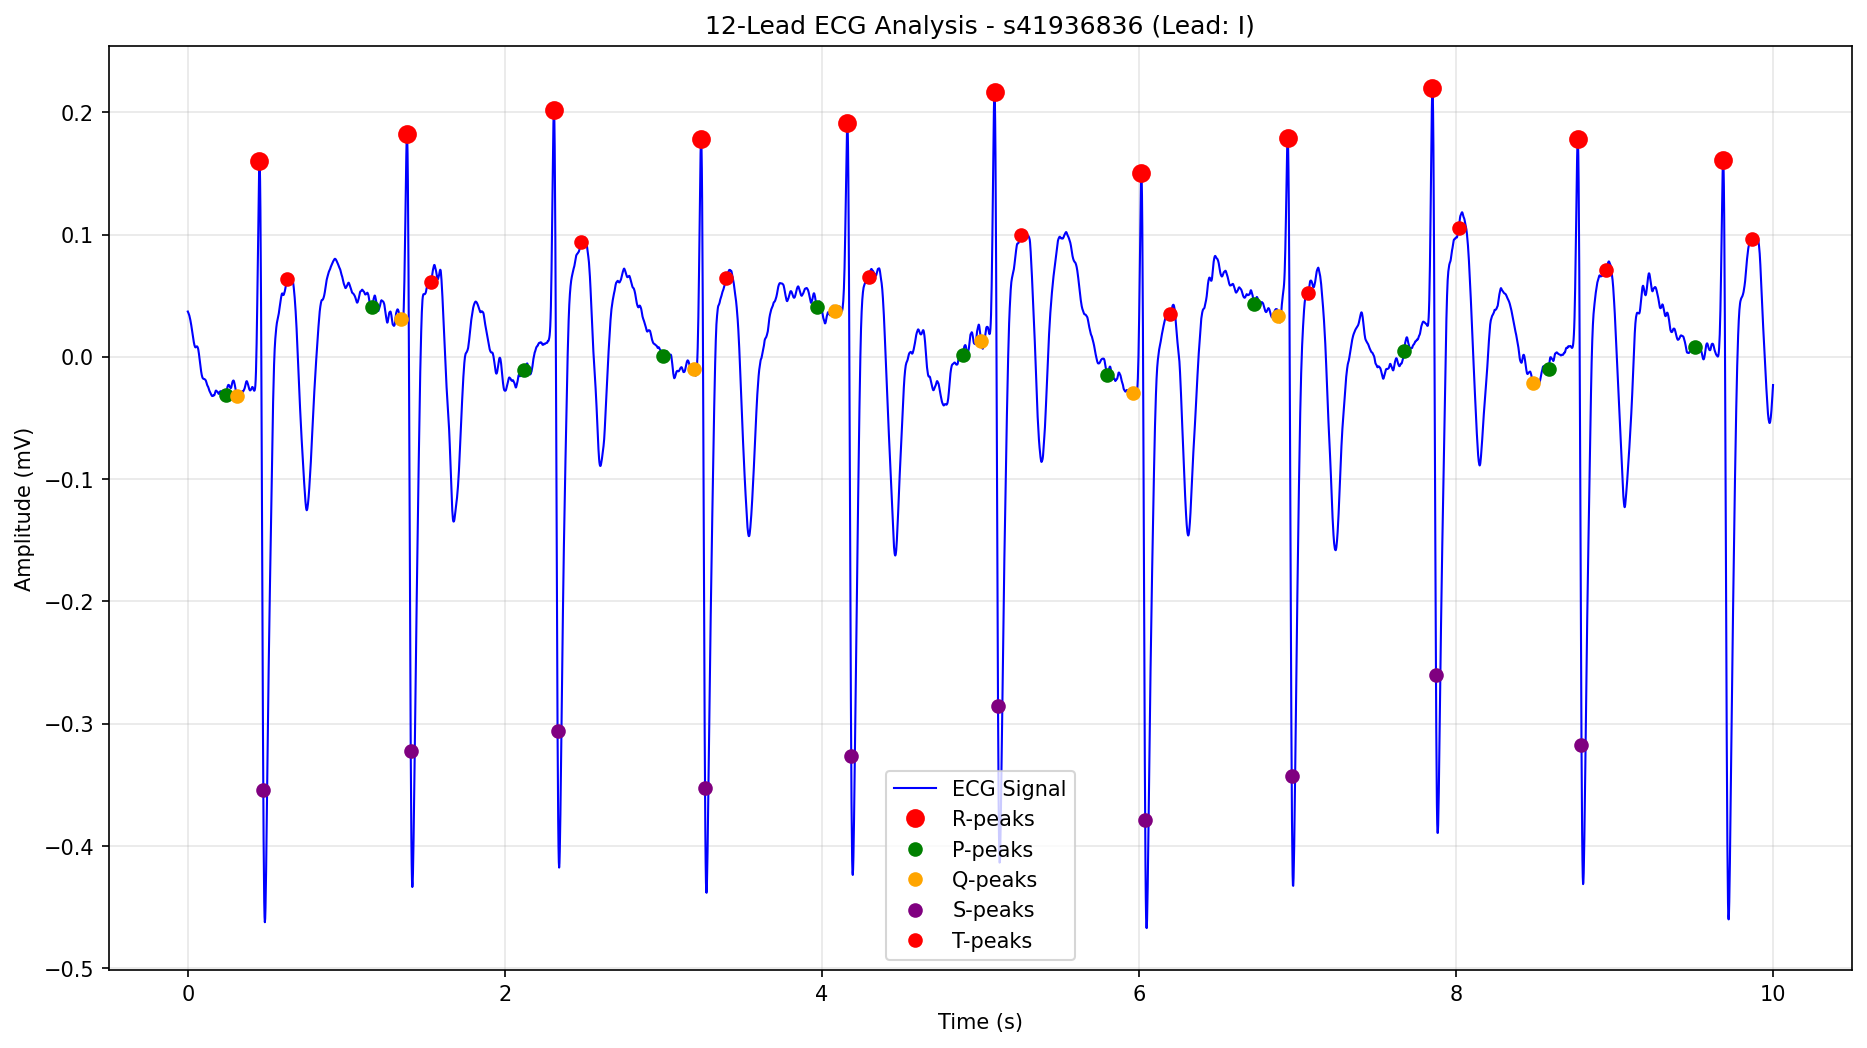 12-Lead ECG Analysis - s41936836 (Lead: I)
Amplitude (mV)
0.2
0.1
0.0
−0.1
−0.2
−0.3
−0.4
−0.5
ECG Signal
R-peaks
P-peaks
Q-peaks
S-peaks
T-peaks
0 2 4 6 8 10
Time (s)